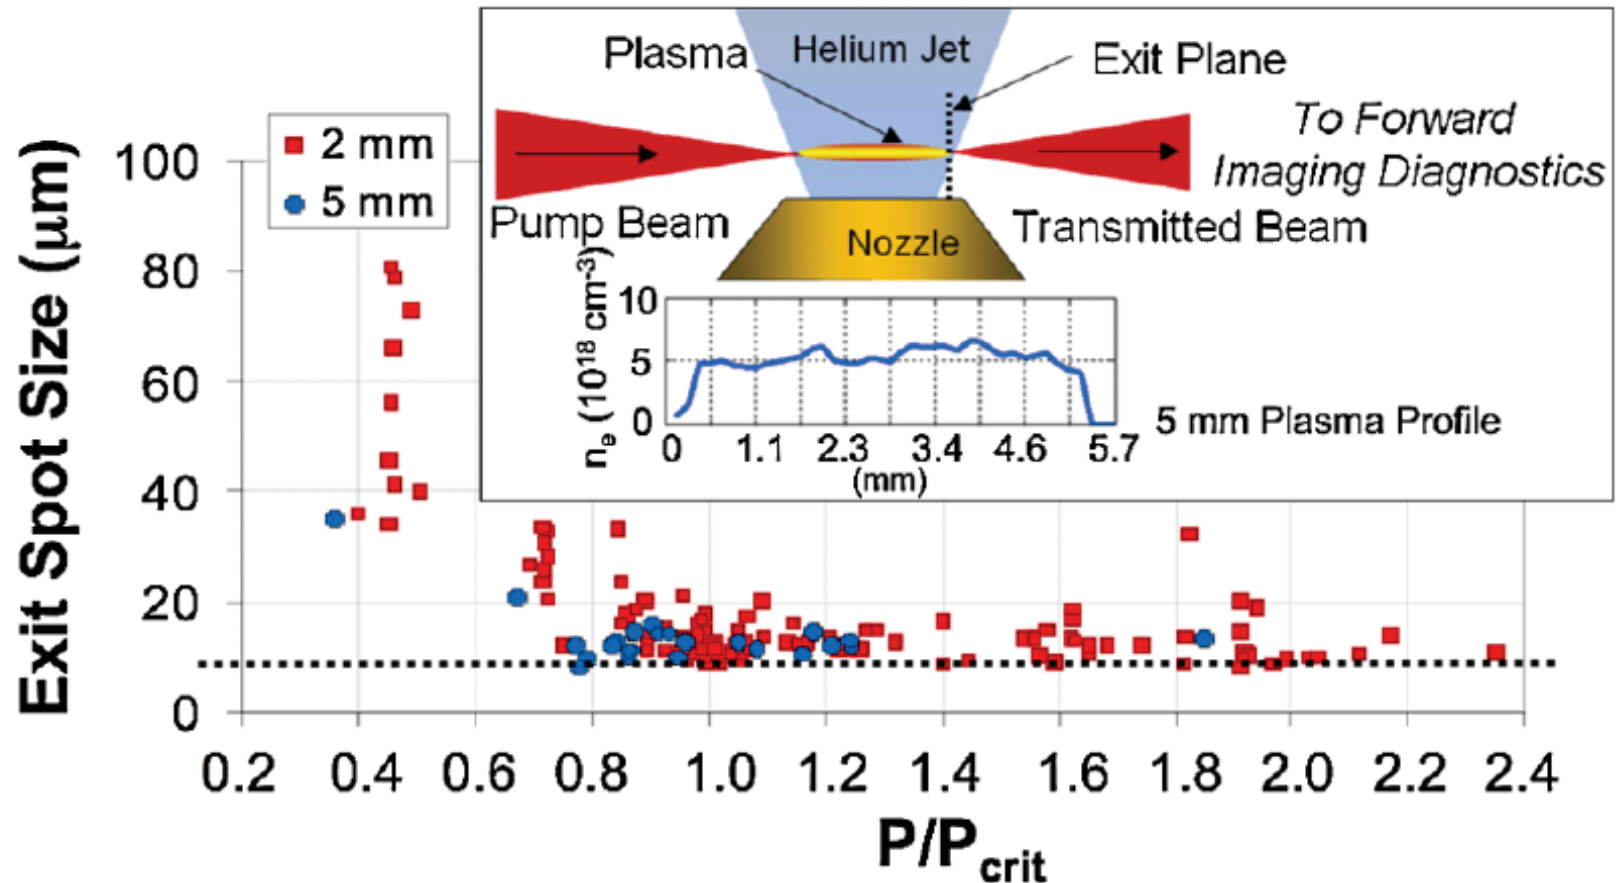 Plasma
Helium Jet
Exit Plane
To Forward
Imaging Diagnostics
Pump Beam
Nozzle
Transmitted Beam
2 mm
5 mm
nₑ (10¹⁸ cm⁻³)
10
5
0
0 1.1 2.3 3.4 4.6 5.7
(mm)
5 mm Plasma Profile
Exit Spot Size (μm)
100
80
60
40
20
0
0.2 0.4 0.6 0.8 1.0 1.2 1.4 1.6 1.8 2.0 2.2 2.4
P/P_crit